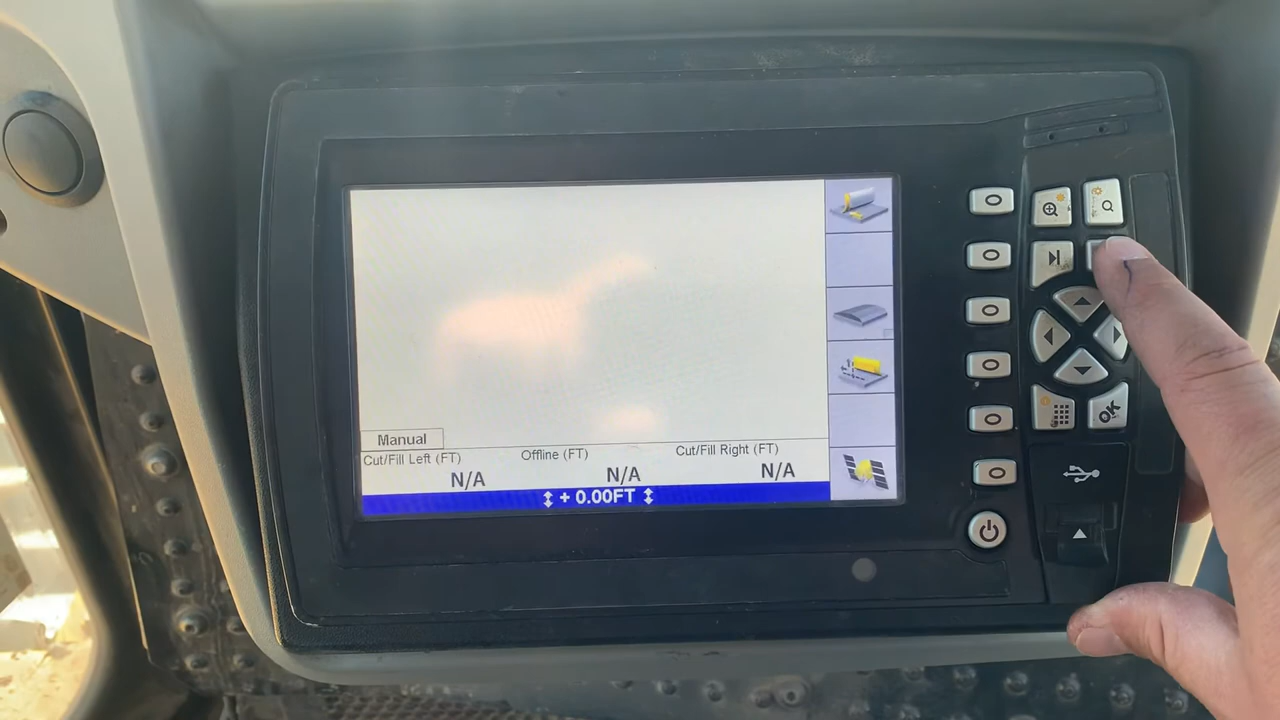 Manual
Cut/Fill Left (FT) Offline (FT) Cut/Fill Right (FT)
N/A N/A N/A
+ 0.00FT
OK